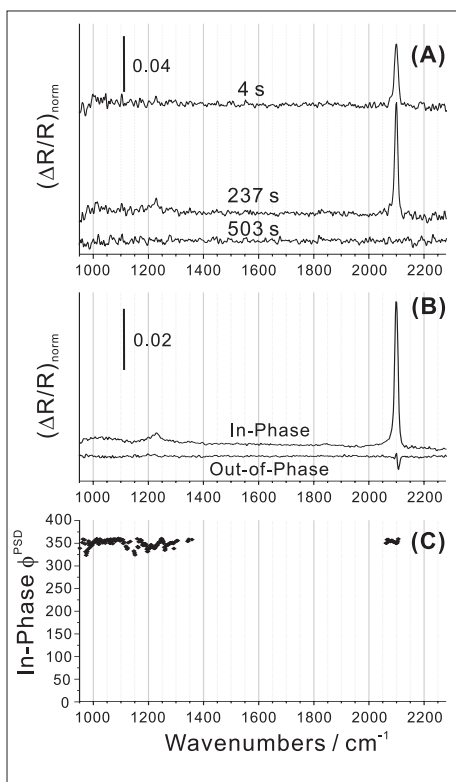 (A)
0.04
(ΔR/R)norm
4 s
237 s
503 s
1000 1200 1400 1600 1800 2000 2200
(B)
0.02
(ΔR/R)norm
In-Phase
Out-of-Phase
1000 1200 1400 1600 1800 2000 2200
(C)
In-Phase ϕPSD
400
350
300
250
200
150
100
50
0
1000 1200 1400 1600 1800 2000 2200
Wavenumbers / cm-1